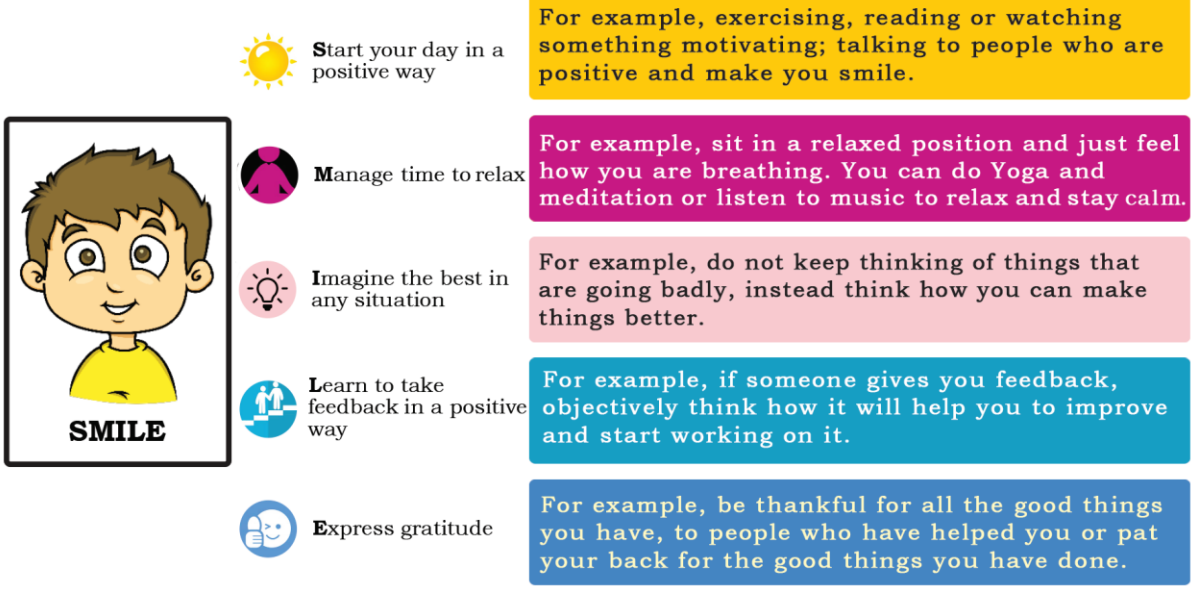 Start your day in a
positive way
For example, exercising, reading or watching
something motivating; talking to people who are
positive and make you smile.
Manage time to relax
For example, sit in a relaxed position and just feel
how you are breathing. You can do Yoga and
meditation or listen to music to relax and stay calm.
Imagine the best in
any situation
For example, do not keep thinking of things that
are going badly, instead think how you can make
things better.
Learn to take
feedback in a positive
way
For example, if someone gives you feedback,
objectively think how it will help you to improve
and start working on it.
SMILE
Express gratitude
For example, be thankful for all the good things
you have, to people who have helped you or pat
your back for the good things you have done.